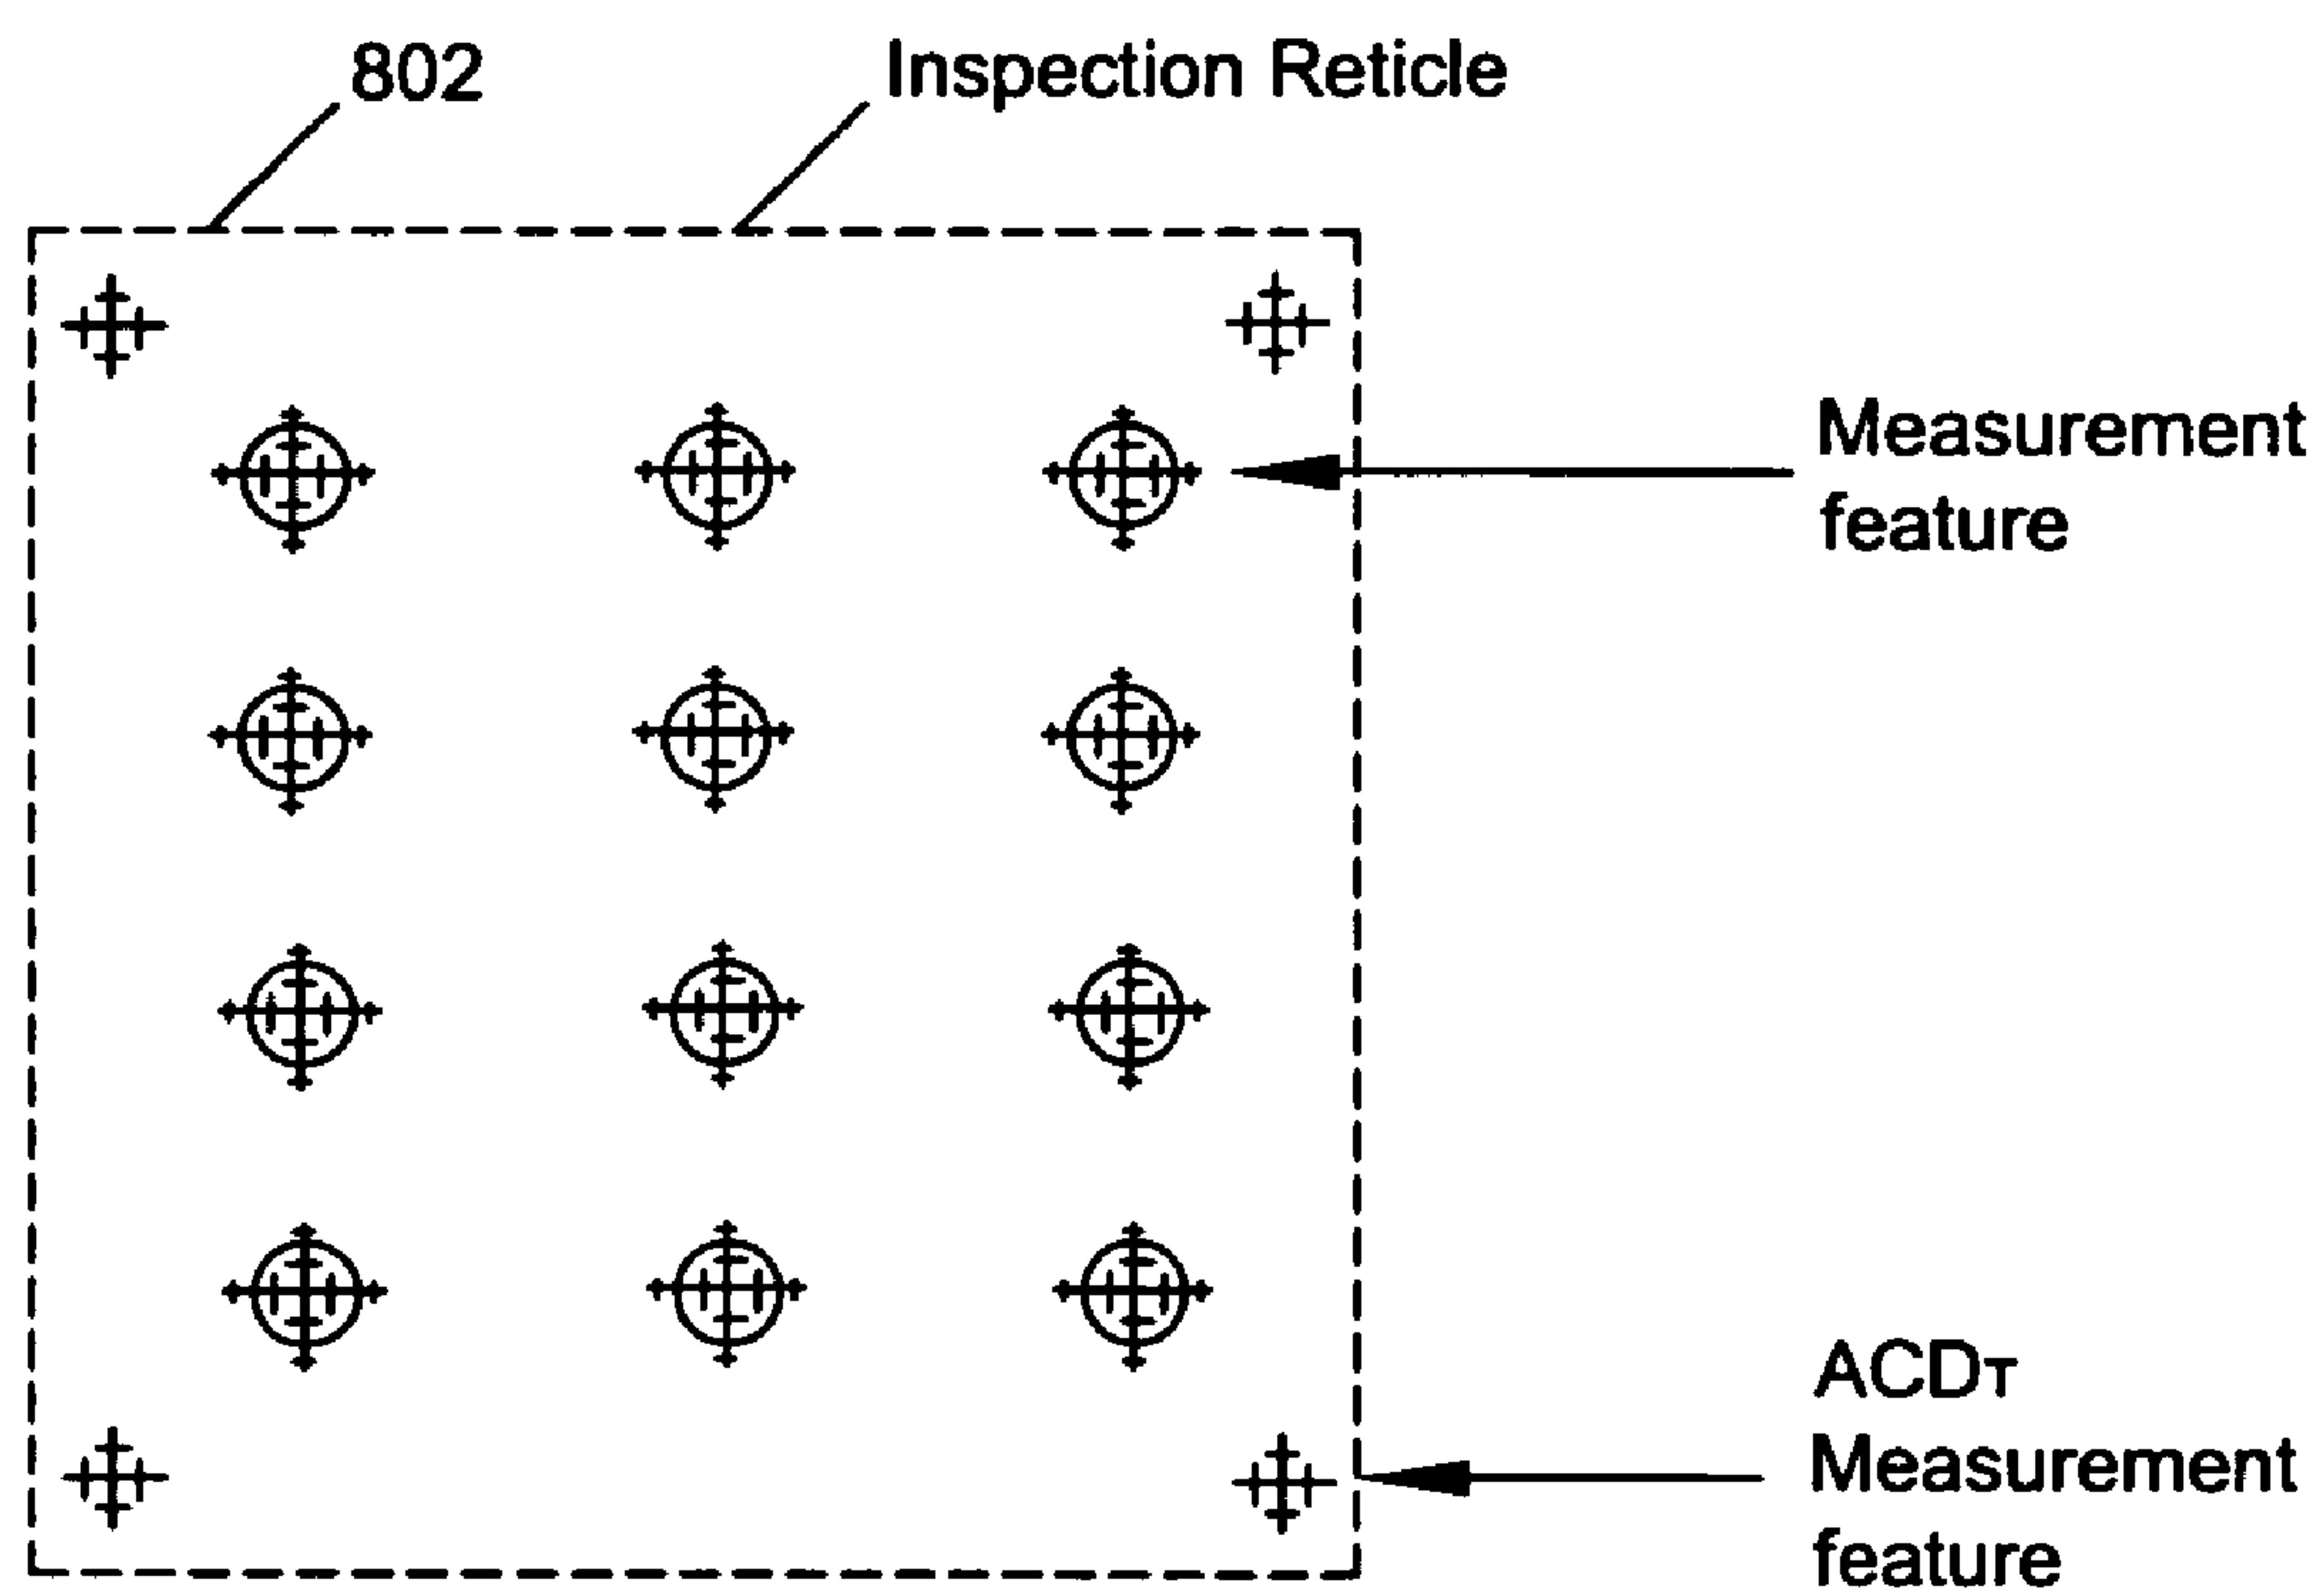 802
Inspection Reticle
Measurement
feature
ACDT
Measurement
feature